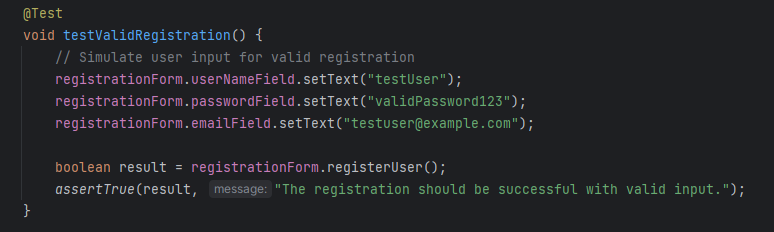 @Test
void testValidRegistration() {
// Simulate user input for valid registration
registrationForm.userNameField.setText("testUser");
registrationForm.passwordField.setText("validPassword123");
registrationForm.emailField.setText("testuser@example.com");
boolean result = registrationForm.registerUser();
assertTrue(result, message: "The registration should be successful with valid input.");
}